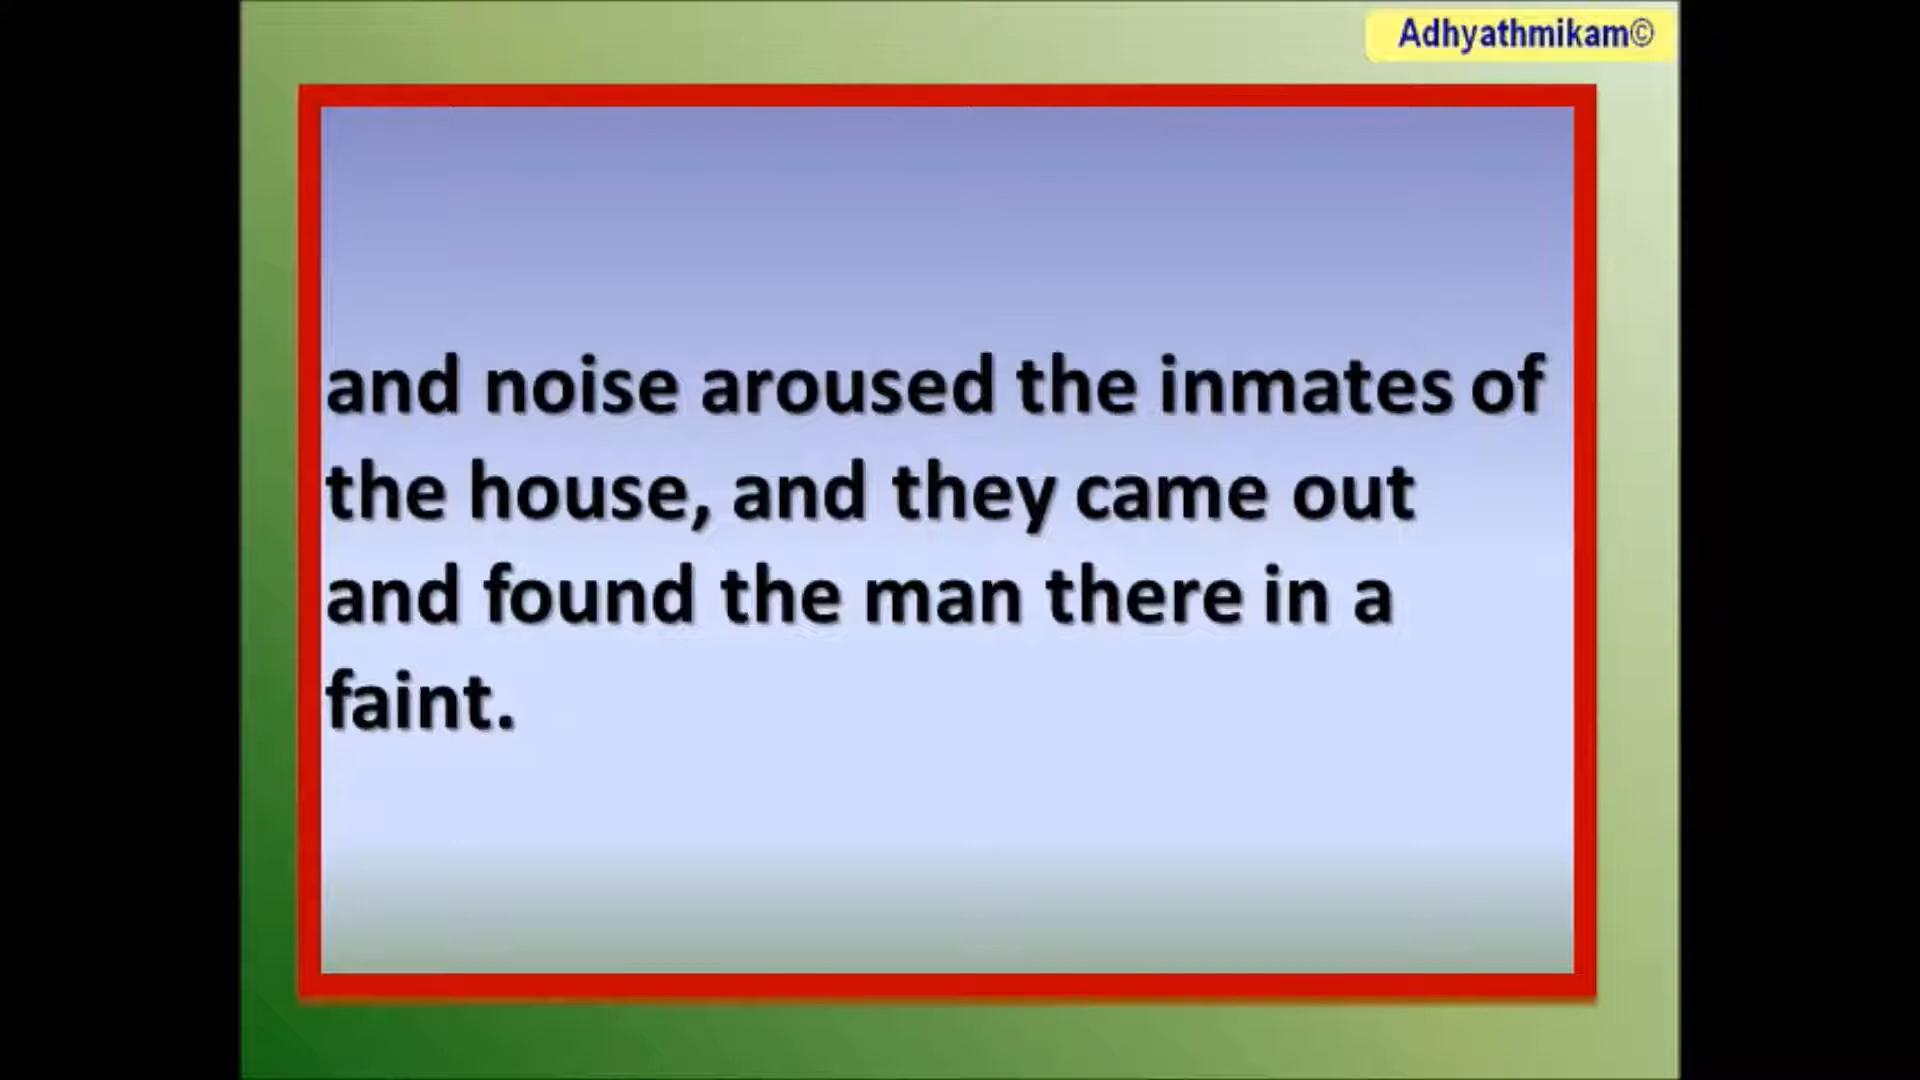 Adhyathmikam©
and noise aroused the inmates of
the house, and they came out
and found the man there in a
faint.